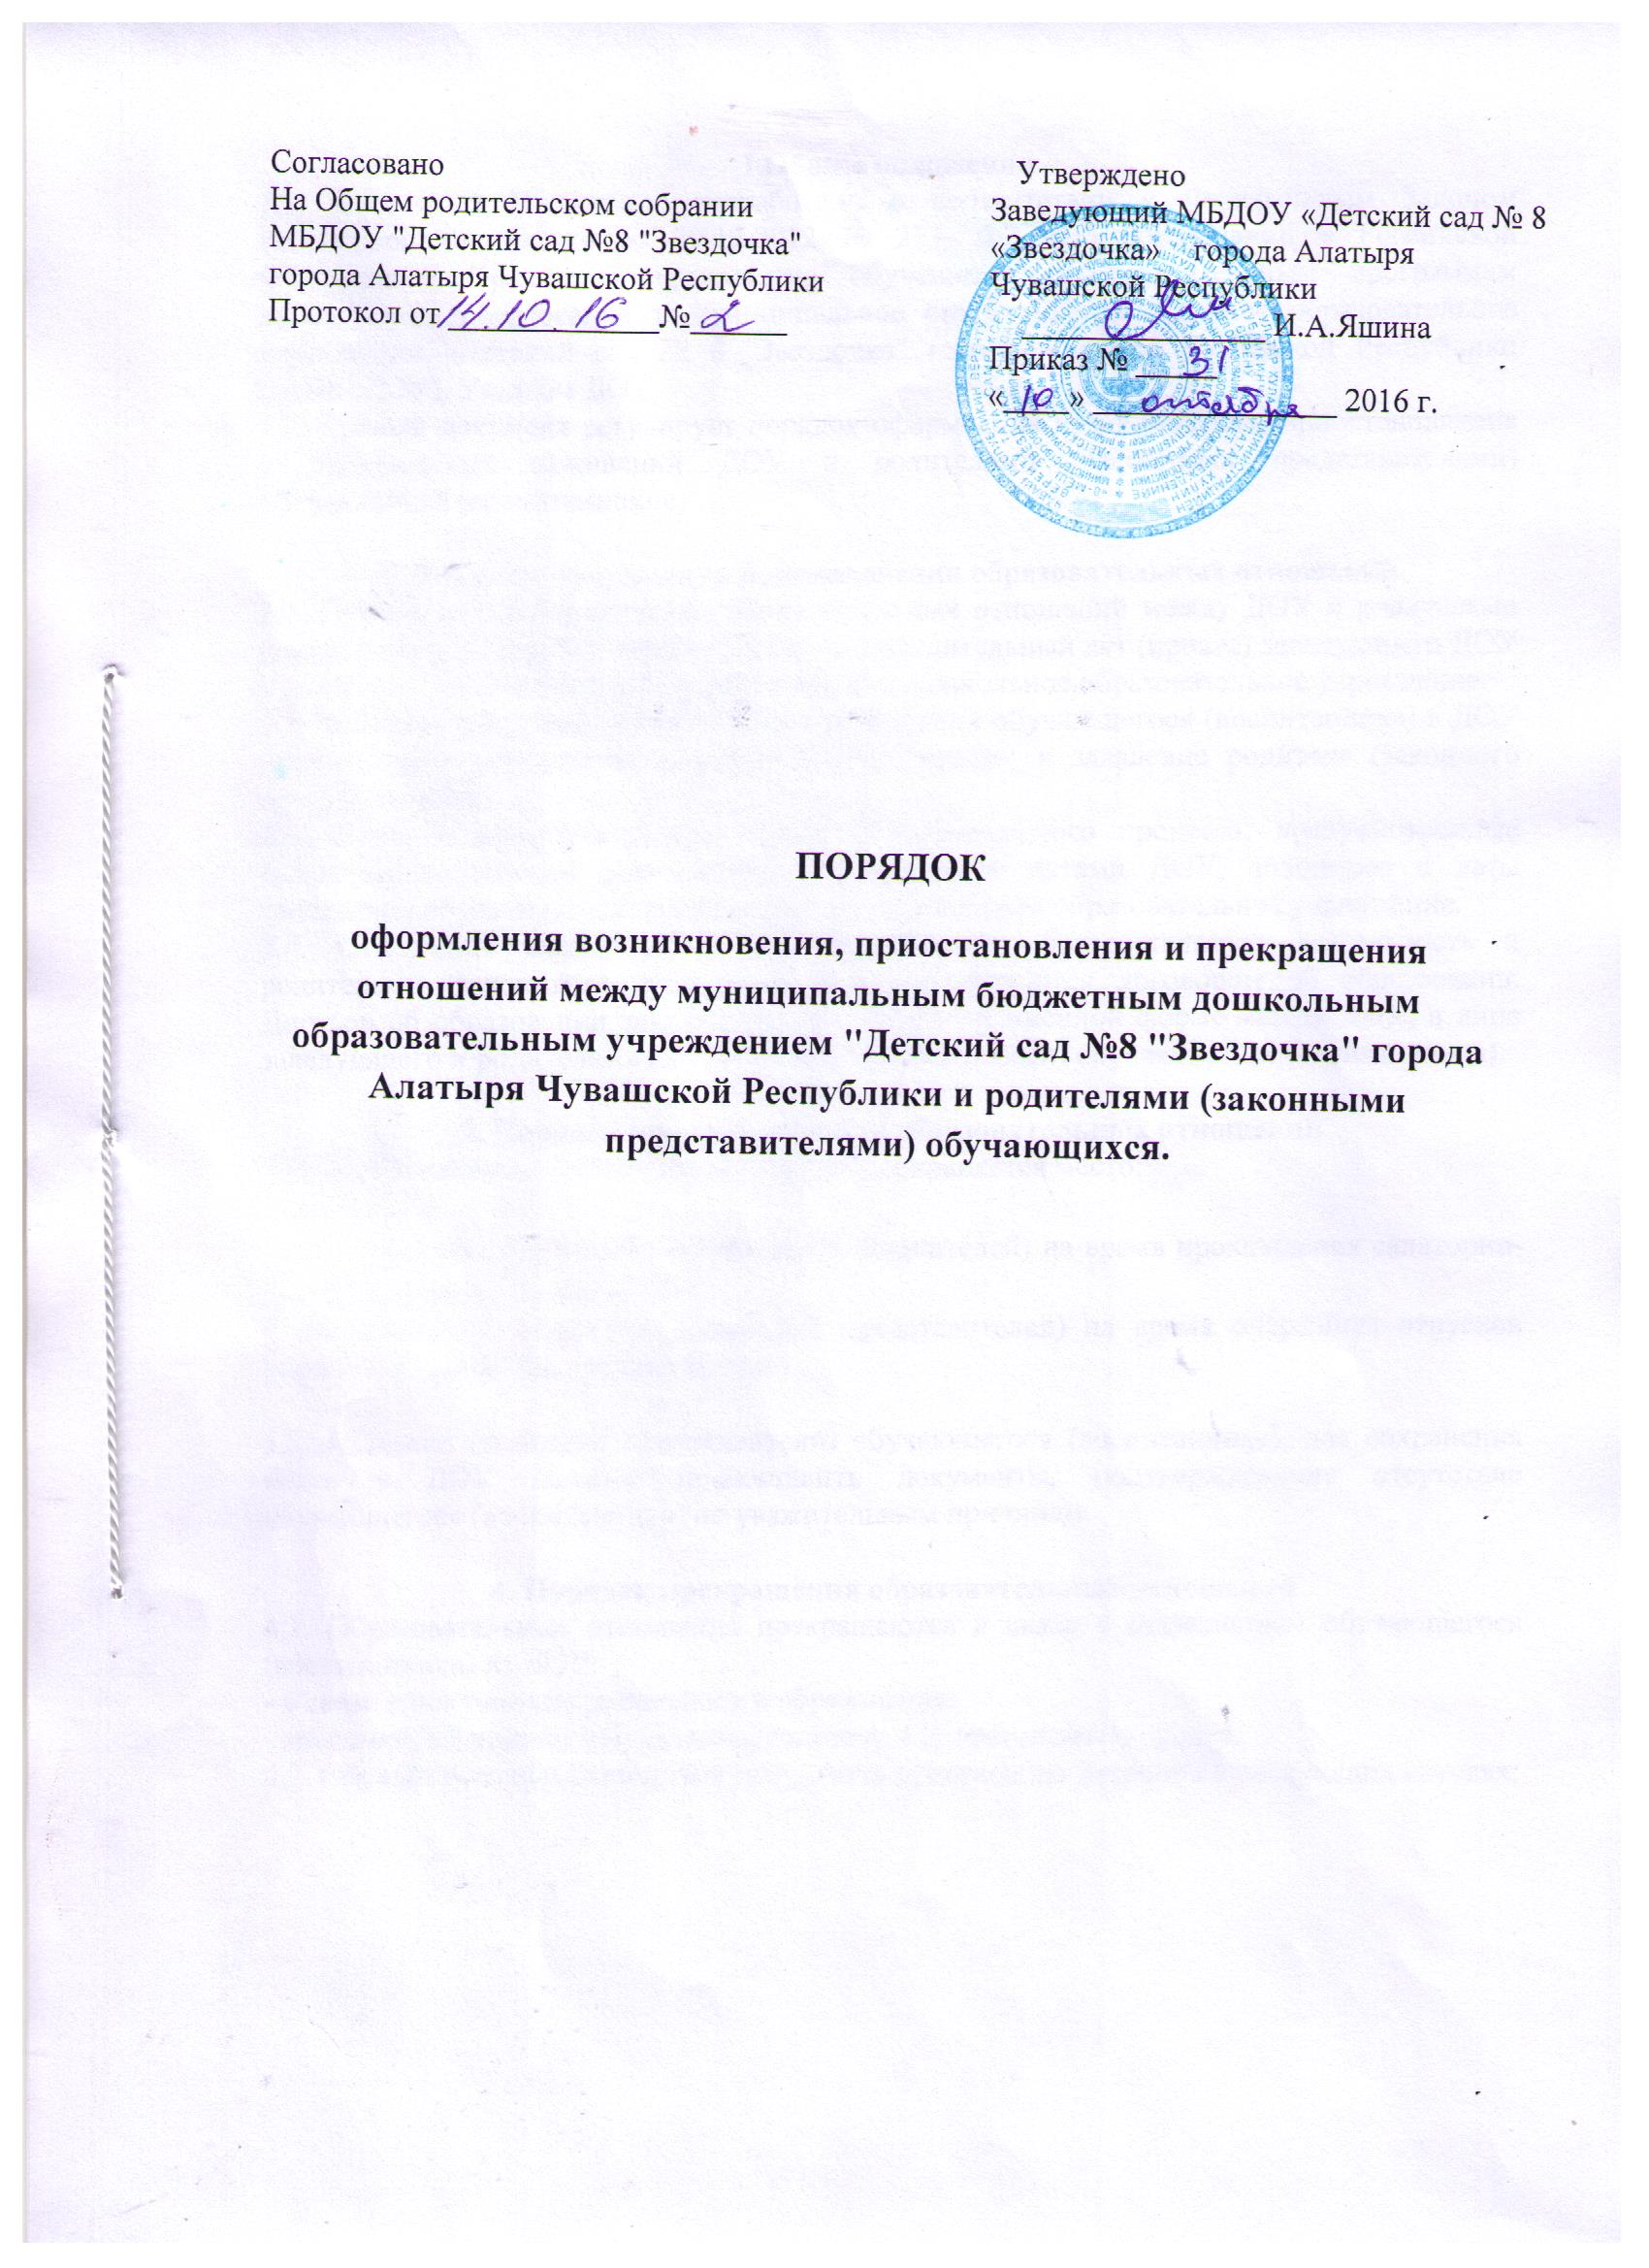 Согласовано
На Общем родительском собрании
МБДОУ "Детский сад №8 "Звездочка"
города Алатыря Чувашской Республики
Протокол от 14.10.16 № 2
Утверждено
Заведующий МБДОУ «Детский сад № 8
«Звездочка» города Алатыря
Чувашской Республики
И.А.Яшина
Приказ № 31
«10» октября 2016 г.
ПОРЯДОК
оформления возникновения, приостановления и прекращения
отношений между муниципальным бюджетным дошкольным
образовательным учреждением "Детский сад №8 "Звездочка" города
Алатыря Чувашской Республики и родителями (законными
представителями) обучающихся.